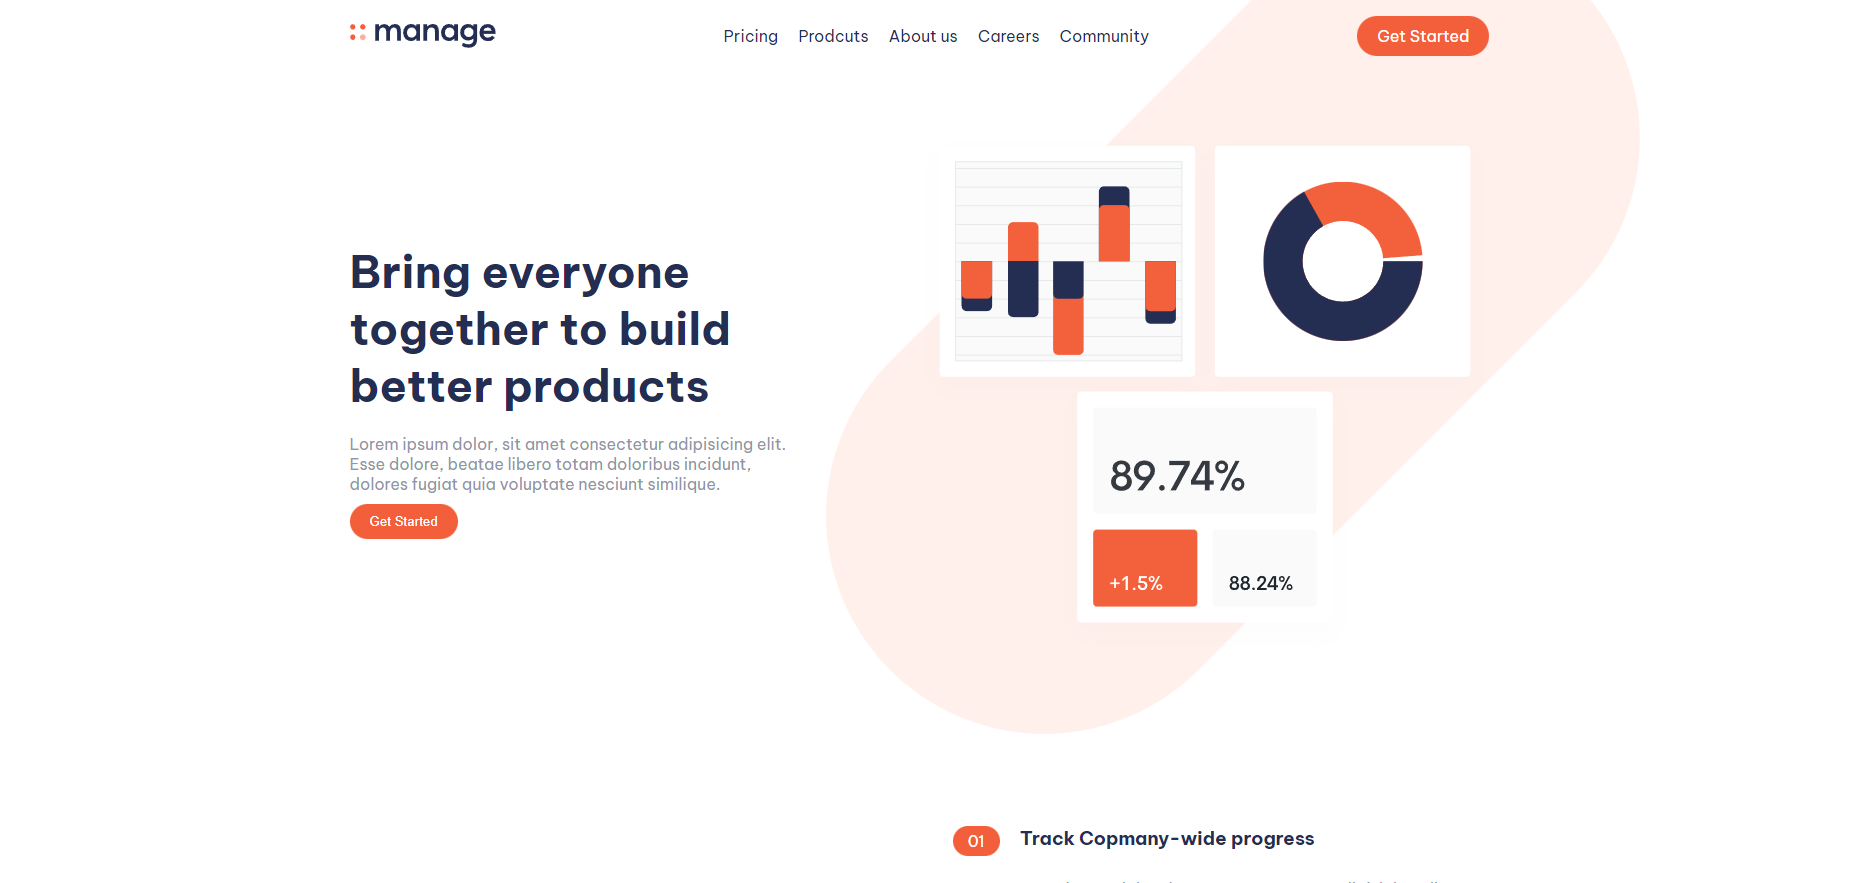 manage
Pricing Prodcuts About us Careers Community
Get Started
Bring everyone
together to build
better products
Lorem ipsum dolor, sit amet consectetur adipisicing elit.
Esse dolore, beatae libero totam doloribus incidunt,
dolores fugiat quia voluptate nesciunt similique.
Get Started
89.74%
+1.5%
88.24%
01
Track Copmany-wide progress